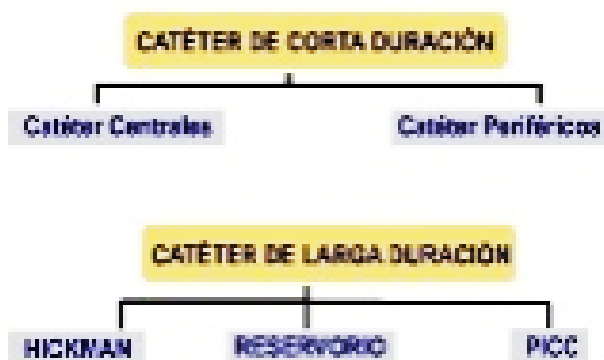 CATÉTER DE CORTA DURACIÓN
Catéter Centrales Catéter Periféricos
CATÉTER DE LARGA DURACIÓN
HICKMAN RESERVORIO PICC